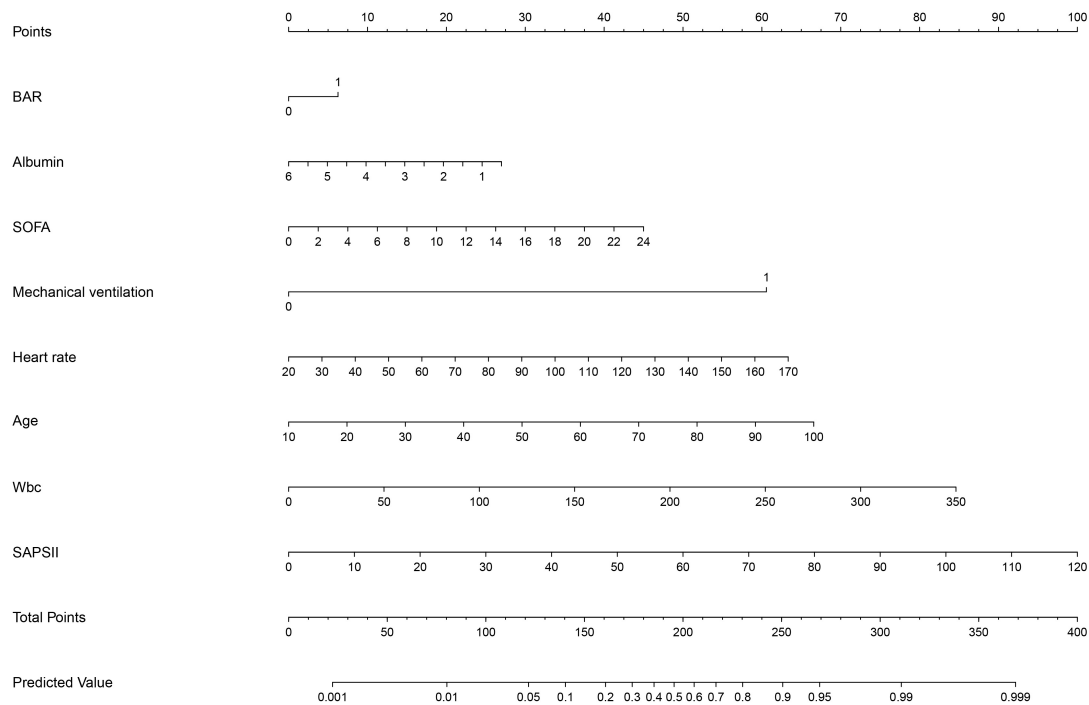 Points 0 10 20 30 40 50 60 70 80 90 100
BAR 0 1
Albumin 6 5 4 3 2 1
SOFA 0 2 4 6 8 10 12 14 16 18 20 22 24
Mechanical ventilation 0 1
Heart rate 20 30 40 50 60 70 80 90 100 110 120 130 140 150 160 170
Age 10 20 30 40 50 60 70 80 90 100
Wbc 0 50 100 150 200 250 300 350
SAPSII 0 10 20 30 40 50 60 70 80 90 100 110 120
Total Points 0 50 100 150 200 250 300 350 400
Predicted Value 0.001 0.01 0.05 0.1 0.2 0.3 0.4 0.5 0.6 0.7 0.8 0.9 0.95 0.99 0.999